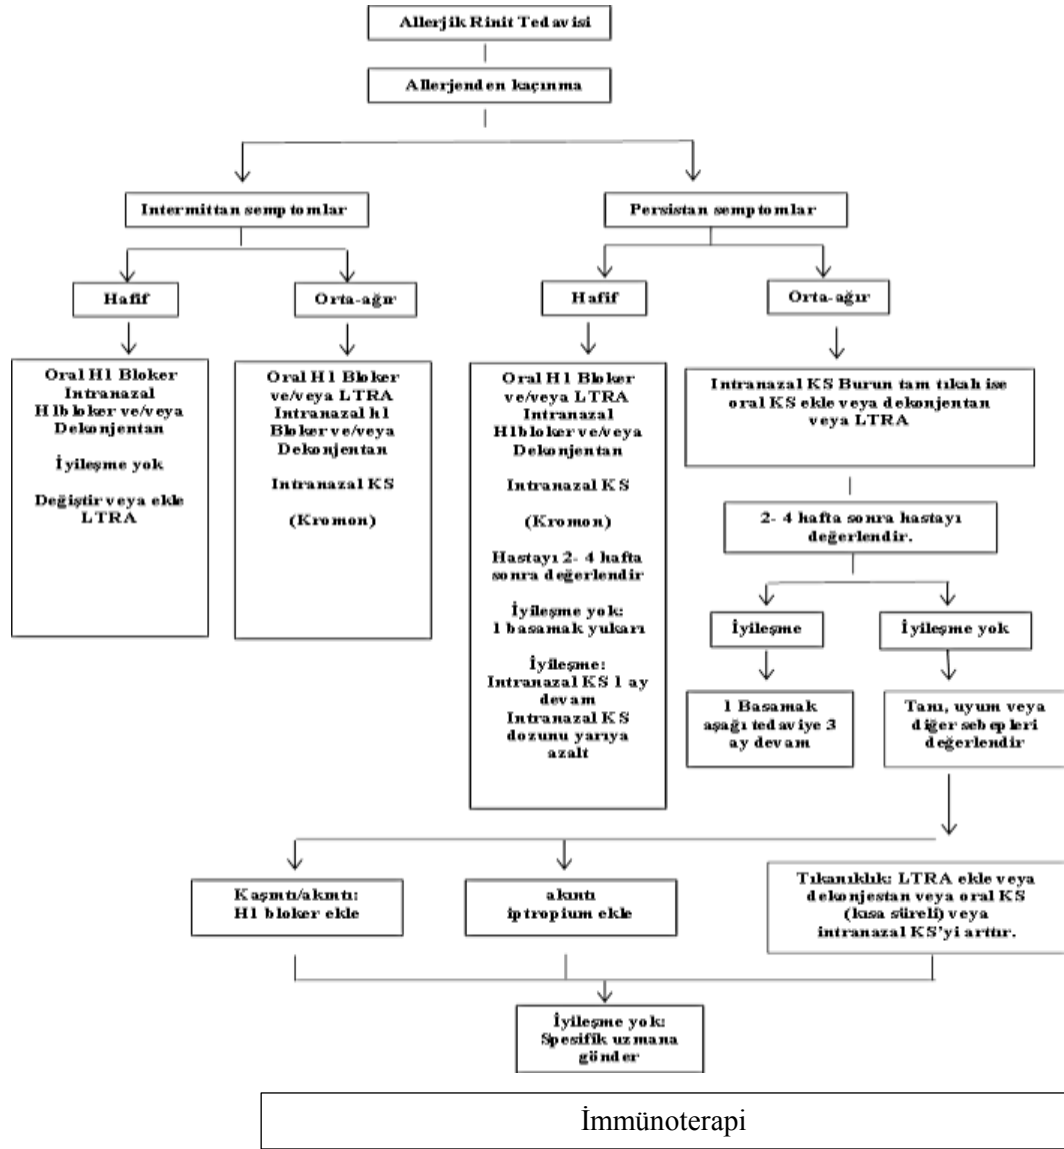 Allerjik Rinit Tedavisi
Allerjenden kaçınma
Intermittan semptomlar
Persistan semptomlar
Hafif
Orta-ağır
Hafif
Orta-ağır
Oral H1 Bloker
Intranazal
H1bloker ve/veya
Dekonjentan
İyileşme yok
Değiştir veya ekle
LTRA
Oral H1 Bloker
ve/veya LTRA
Intranazal h1
Bloker ve/veya
Dekonjentan
Intranazal KS
(Kromon)
Oral H1 Bloker
ve/veya LTRA
Intranazal
H1bloker ve/veya
Dekonjentan
Intranazal KS
(Kromon)
Hastayı 2- 4 hafta
sonra değerlendir
İyileşme yok:
1 basamak yukarı
İyileşme:
Intranazal KS 1 ay
devam
Intranazal KS
dozunu yarıya
azalt
Intranazal KS Burun tam tıkalı ise
oral KS ekle veya dekonjentan
veya LTRA
2- 4 hafta sonra hastayı
değerlendir.
İyileşme
İyileşme yok
1 Basamak
aşağı tedaviye 3
ay devam
Tanı, uyum veya
diğer sebepleri
değerlendir
Kaşıntı/akıntı:
H1 bloker ekle
akıntı
iptropium ekle
Tıkanıklık: LTRA ekle veya
dekonjestan veya oral KS
(kısa süreli) veya
intranazal KS'yi arttır.
İyileşme yok:
Spesifik uzmana
gönder
İmmünoterapi